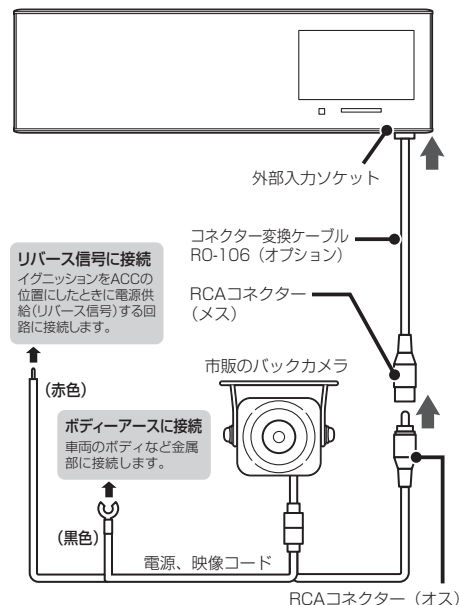 外部入力ソケット
コネクター変換ケーブル
RO-106（オプション）
リバース信号に接続
イグニッションをACCの
位置にしたときに電源供
給(リバース信号)する回
路に接続します。
RCAコネクター
（メス）
市販のバックカメラ
(赤色)
ボディーアースに接続
車両のボディなど金属
部に接続します。
(黒色)
電源、映像コード
RCAコネクター（オス）